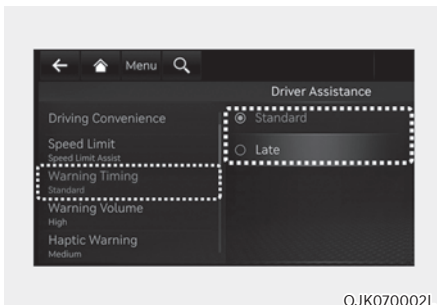 Menu
Driver Assistance
Driving Convenience
Speed Limit
Speed Limit Assist
Warning Timing
Standard
Warning Volume
High
Haptic Warning
Medium
Standard
Late
OJK070002L